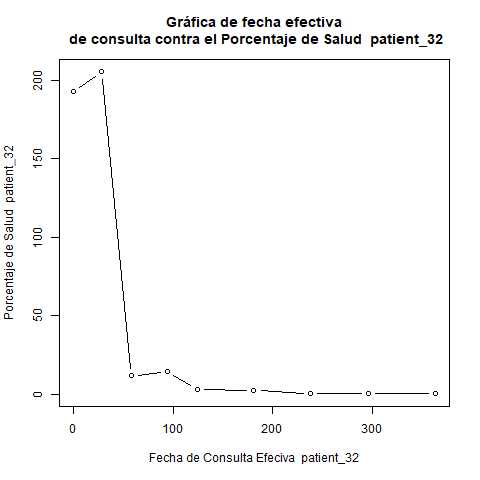 Gráfica de fecha efectiva
de consulta contra el Porcentaje de Salud patient_32
Porcentaje de Salud patient_32
200
150
100
50
0
0 100 200 300
Fecha de Consulta Efeciva patient_32